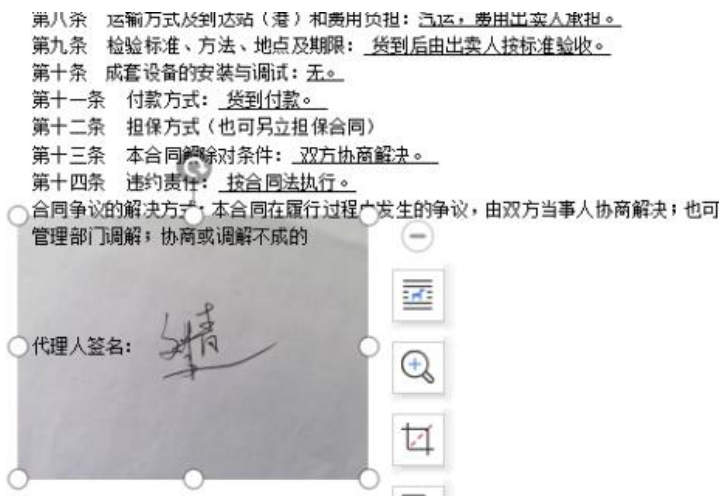 第八条 运输方式及到达站（港）和费用负担：汽运，费用出卖人承担。
第九条 检验标准、方法、地点及期限：货到后由出卖人按标准验收。
第十条 成套设备的安装与调试：无。
第十一条 付款方式：货到付款。
第十二条 担保方式（也可另立担保合同）
第十三条 本合同解除对条件：双方协商解决。
第十四条 违约责任：按合同法执行。
合同争议的解决方式：本合同在履行过程中发生的争议，由双方当事人协商解决；也可
管理部门调解；协商或调解不成的
代理人签名：